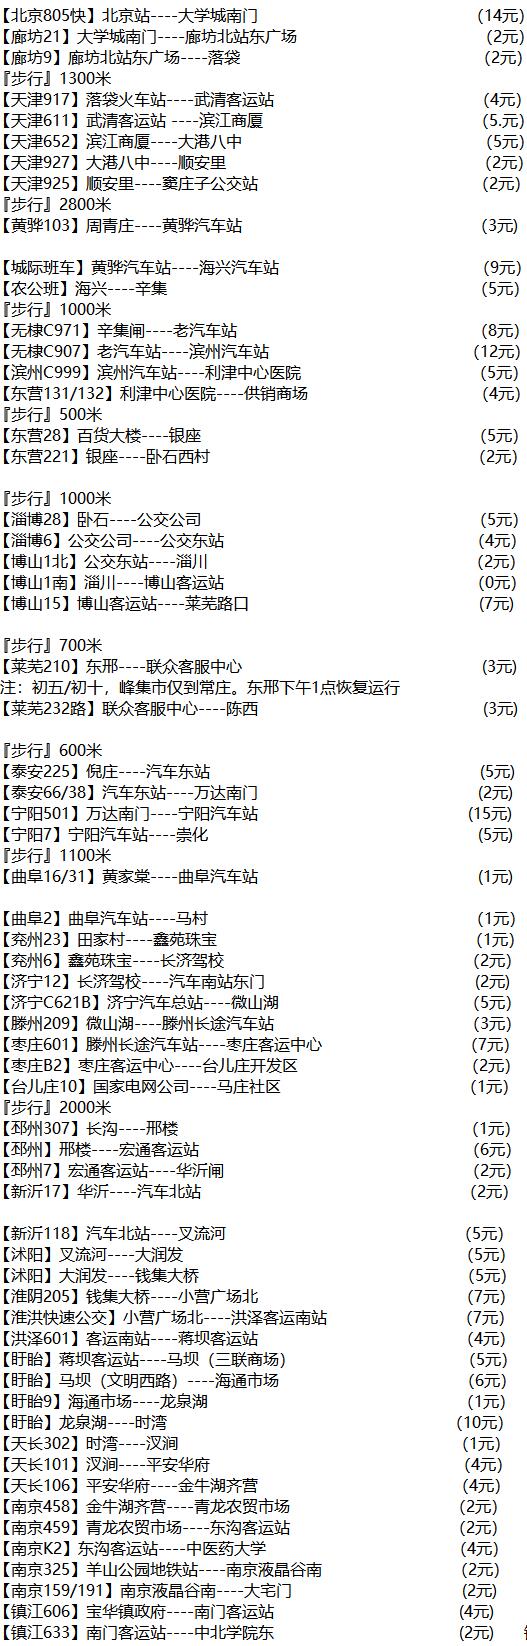 【北京805快】北京站----大学城南门 (14元)
【廊坊21】大学城南门----廊坊北站东广场 (2元)
【廊坊9】廊坊北站东广场----落袋 (2元)
『步行』1300米
【天津917】落袋火车站----武清客运站 (4元)
【天津611】武清客运站 ----滨江商厦 (5.元)
【天津652】滨江商厦----大港八中 (5元)
【天津927】大港八中----顺安里 (2元)
【天津925】顺安里----窦庄子公交站 (2元)
『步行』2800米
【黄骅103】周青庄----黄骅汽车站 (3元)
【城际班车】黄骅汽车站----海兴汽车站 (9元)
【农公班】海兴----辛集 (5元)
『步行』1000米
【无棣C971】辛集闸----老汽车站 (8元)
【无棣C907】老汽车站----滨州汽车站 (12元)
【滨州C999】滨州汽车站----利津中心医院 (5元)
【东营131/132】利津中心医院----供销商场 (4元)
『步行』500米
【东营28】百货大楼----银座 (5元)
【东营221】银座----卧石西村 (2元)
『步行』1000米
【淄博28】卧石----公交公司 (5元)
【淄博6】公交公司----公交东站 (4元)
【博山1北】公交东站----淄川 (2元)
【博山1南】淄川----博山客运站 (0元)
【博山15】博山客运站----莱芜路口 (7元)
『步行』700米
【莱芜210】东邢----联众客服中心 (3元)
注：初五/初十，峰集市仅到常庄。东邢下午1点恢复运行
【莱芜232路】联众客服中心----陈西 (3元)
『步行』600米
【泰安225】倪庄----汽车东站 (5元)
【泰安66/38】汽车东站----万达南门 (2元)
【宁阳501】万达南门----宁阳汽车站 (15元)
【宁阳7】宁阳汽车站----崇化 (5元)
『步行』1100米
【曲阜16/31】黄家棠----曲阜汽车站 (1元)
【曲阜2】曲阜汽车站----马村 (1元)
【兖州23】田家村----鑫苑珠宝 (1元)
【兖州6】鑫苑珠宝----长济驾校 (2元)
【济宁12】长济驾校----汽车南站东门 (2元)
【济宁C621B】济宁汽车总站----微山湖 (5元)
【滕州209】微山湖----滕州长途汽车站 (3元)
【枣庄601】滕州长途汽车站----枣庄客运中心 (7元)
【枣庄B2】枣庄客运中心----台儿庄开发区 (2元)
【台儿庄10】国家电网公司----马庄社区 (1元)
『步行』2000米
【邳州307】长沟----邢楼 (1元)
【邳州】邢楼----宏通客运站 (6元)
【邳州7】宏通客运站----华沂闸 (2元)
【新沂17】华沂----汽车北站 (2元)
【新沂118】汽车北站----叉流河 (5元)
【沭阳】叉流河----大润发 (5元)
【沭阳】大润发----钱集大桥 (5元)
【淮阴205】钱集大桥----小营广场北 (7元)
【淮洪快速公交】小营广场北----洪泽客运南站 (7元)
【洪泽601】客运南站----蒋坝客运站 (4元)
【盱眙】蒋坝客运站----马坝（三联商场） (5元)
【盱眙】马坝（文明西路）----海通市场 (6元)
【盱眙9】海通市场----龙泉湖 (1元)
【盱眙】龙泉湖----时湾 (10元)
【天长302】时湾----汊涧 (1元)
【天长101】汊涧----平安华府 (4元)
【天长106】平安华府----金牛湖齐营 (4元)
【南京458】金牛湖齐营----青龙农贸市场 (2元)
【南京459】青龙农贸市场----东沟客运站 (2元)
【南京K2】东沟客运站----中医药大学 (4元)
【南京325】羊山公园地铁站----南京液晶谷南 (2元)
【南京159/191】南京液晶谷南----大宅门 (2元)
【镇江606】宝华镇政府----南门客运站 (4元)
【镇江633】南门客运站----中北学院东 (2元)